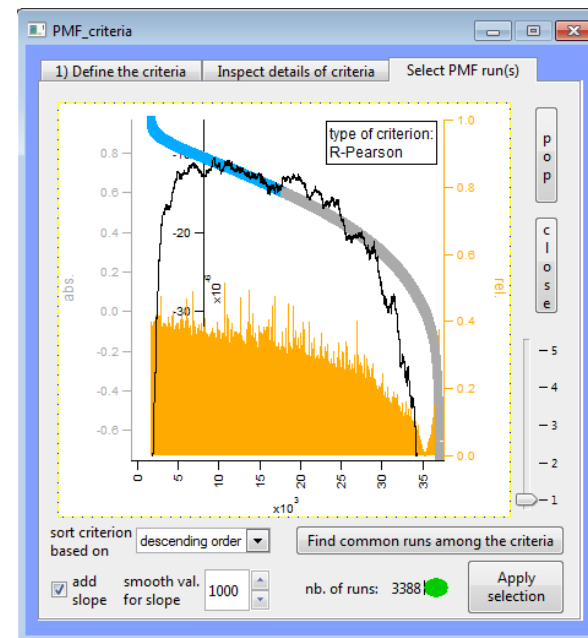 PMF_criteria
1) Define the criteria
Inspect details of criteria
Select PMF run(s)
type of criterion:
R-Pearson
pop
close
abs.
0.8
0.6
0.4
0.2
0.0
-0.2
-0.4
-0.6
-20
-30
x10
rel.
1.0
0.8
0.6
0.4
0.2
0.0
0
5
10
15
20
25
30
35
x10³
5
4
3
2
1
sort criterion
based on
descending order
Find common runs among the criteria
add
slope
smooth val.
for slope
1000
nb. of runs: 3388
Apply
selection